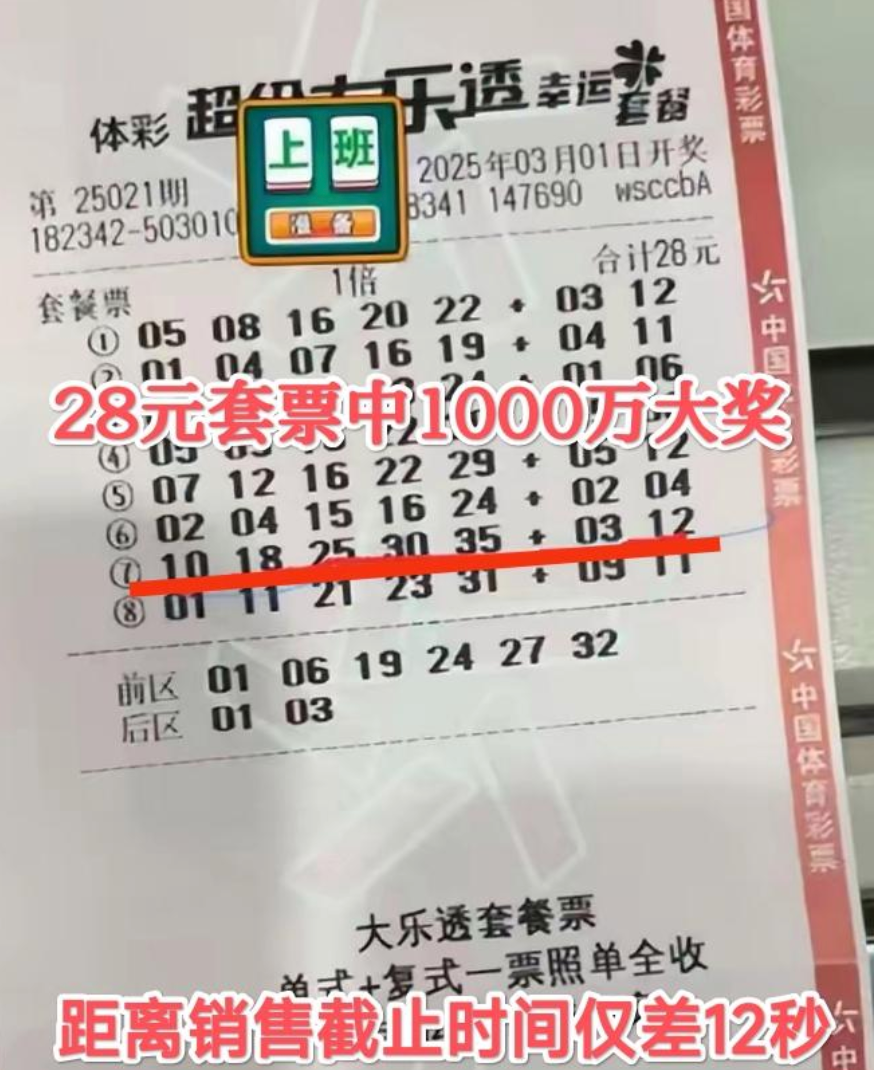 体彩 超级大乐透 幸运套餐
上班
准备
第 25021期 2025年03月01日开奖
182342-503010 8341 147690 wsccbA
套餐票 1倍 合计28元
① 05 08 16 20 22 + 03 12
② 01 04 07 16 19 + 04 11
24 + 01 06
28元套票中1000万大奖
④ 05 12
⑤ 07 12 16 22 29 + 05 12
⑥ 02 04 15 16 24 + 02 04
⑦ 10 18 25 30 35 + 03 12
⑧ 01 11 21 23 31 + 09 11
前区 01 06 19 24 27 32
后区 01 03
大乐透套餐票
单式+复式一票照单全收
距离销售截止时间仅差12秒
国体育彩票
中国
彩票
中国体育彩票
中